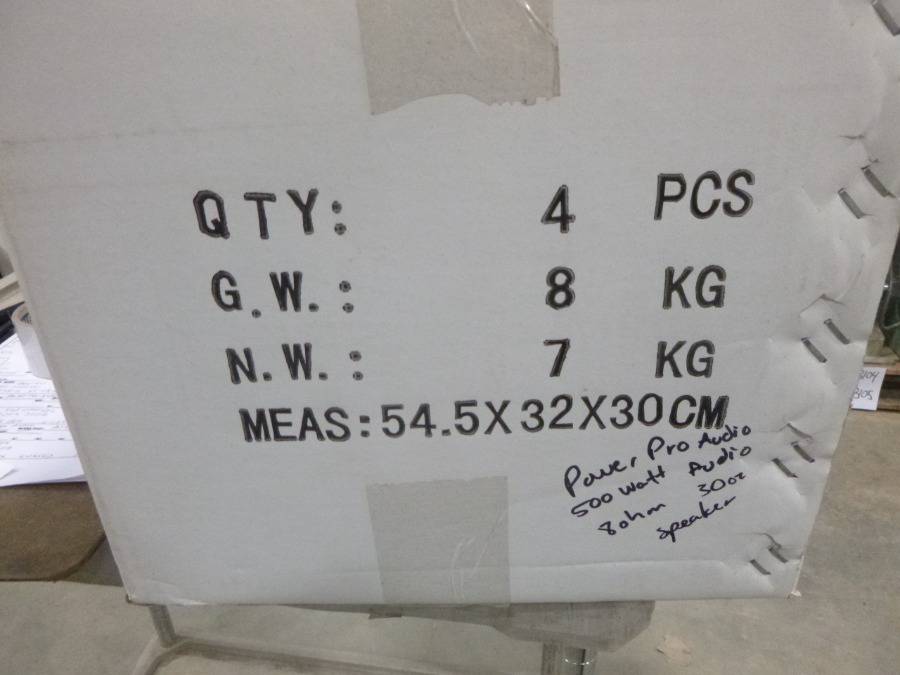 QTY: 4 PCS
G.W.: 8 KG
N.W.: 7 KG
MEAS: 54.5X32X30CM
Power Pro Audio
500 watt Audio
8ohm 30oz
speaker